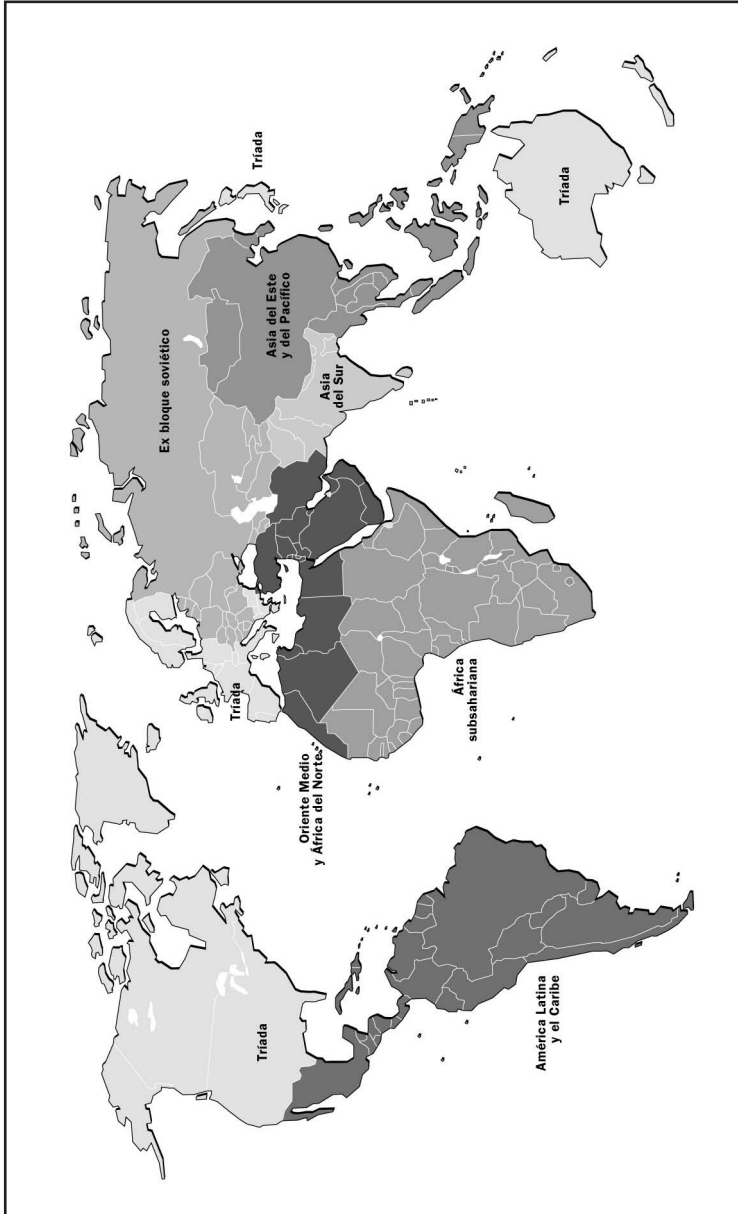 Tríada
Ex bloque soviético
Tríada
Asia del Este
y del Pacífico
Asia
del Sur
Tríada
Oriente Medio
y África del Norte
África
subsahariana
Tríada
América Latina
y el Caribe
Tríada